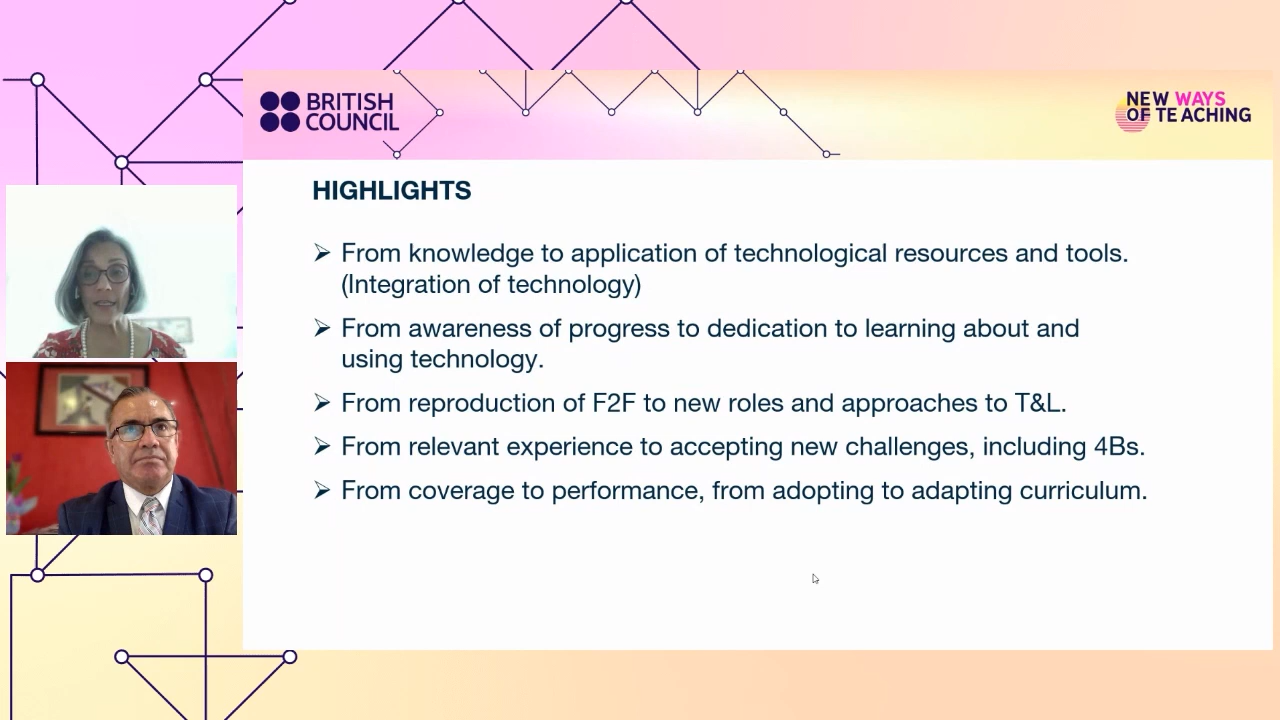 BRITISH
COUNCIL
NEW WAYS
OF TEACHING
HIGHLIGHTS
➢ From knowledge to application of technological resources and tools.
(Integration of technology)
➢ From awareness of progress to dedication to learning about and
using technology.
➢ From reproduction of F2F to new roles and approaches to T&L.
➢ From relevant experience to accepting new challenges, including 4Bs.
➢ From coverage to performance, from adopting to adapting curriculum.